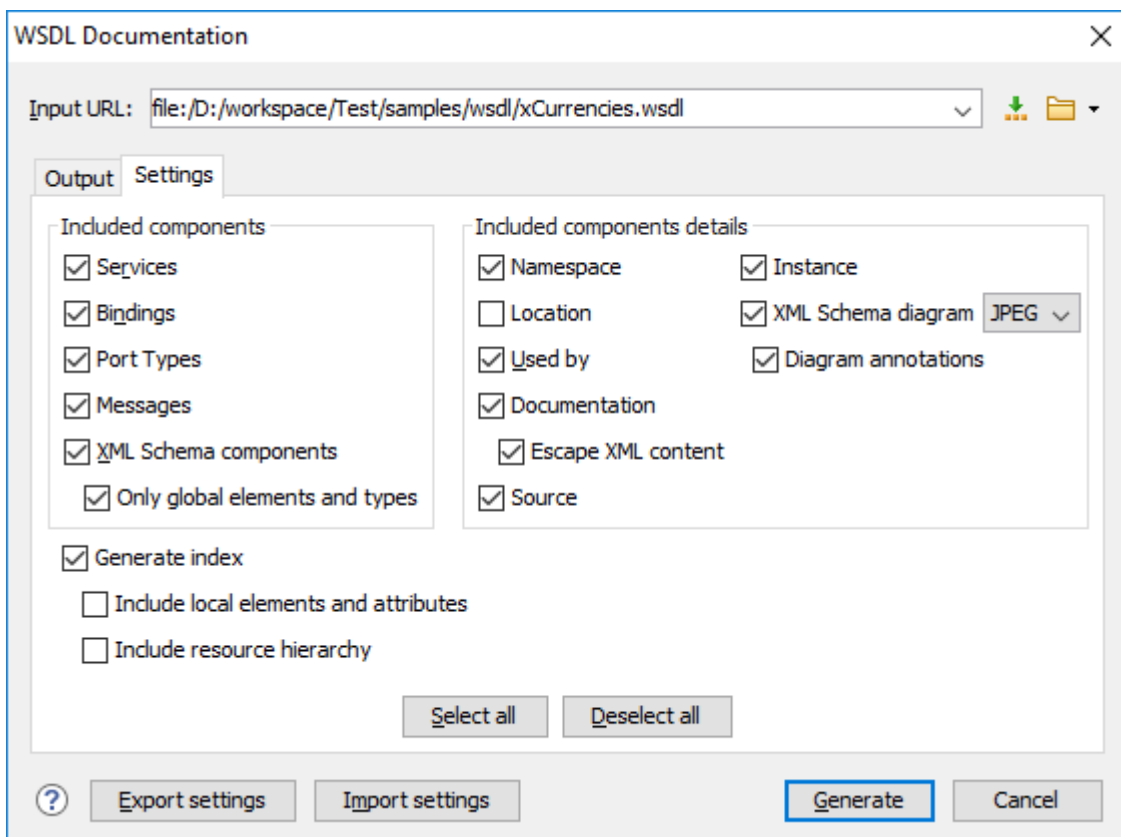 WSDL Documentation
Input URL: file:/D:/workspace/Test/samples/wsdl/xCurrencies.wsdl
Output Settings
Included components
Services
Bindings
Port Types
Messages
XML Schema components
Only global elements and types
Included components details
Namespace
Location
Used by
Documentation
Escape XML content
Source
Instance
XML Schema diagram JPEG
Diagram annotations
Generate index
Include local elements and attributes
Include resource hierarchy
Select all Deselect all
? Export settings Import settings Generate Cancel